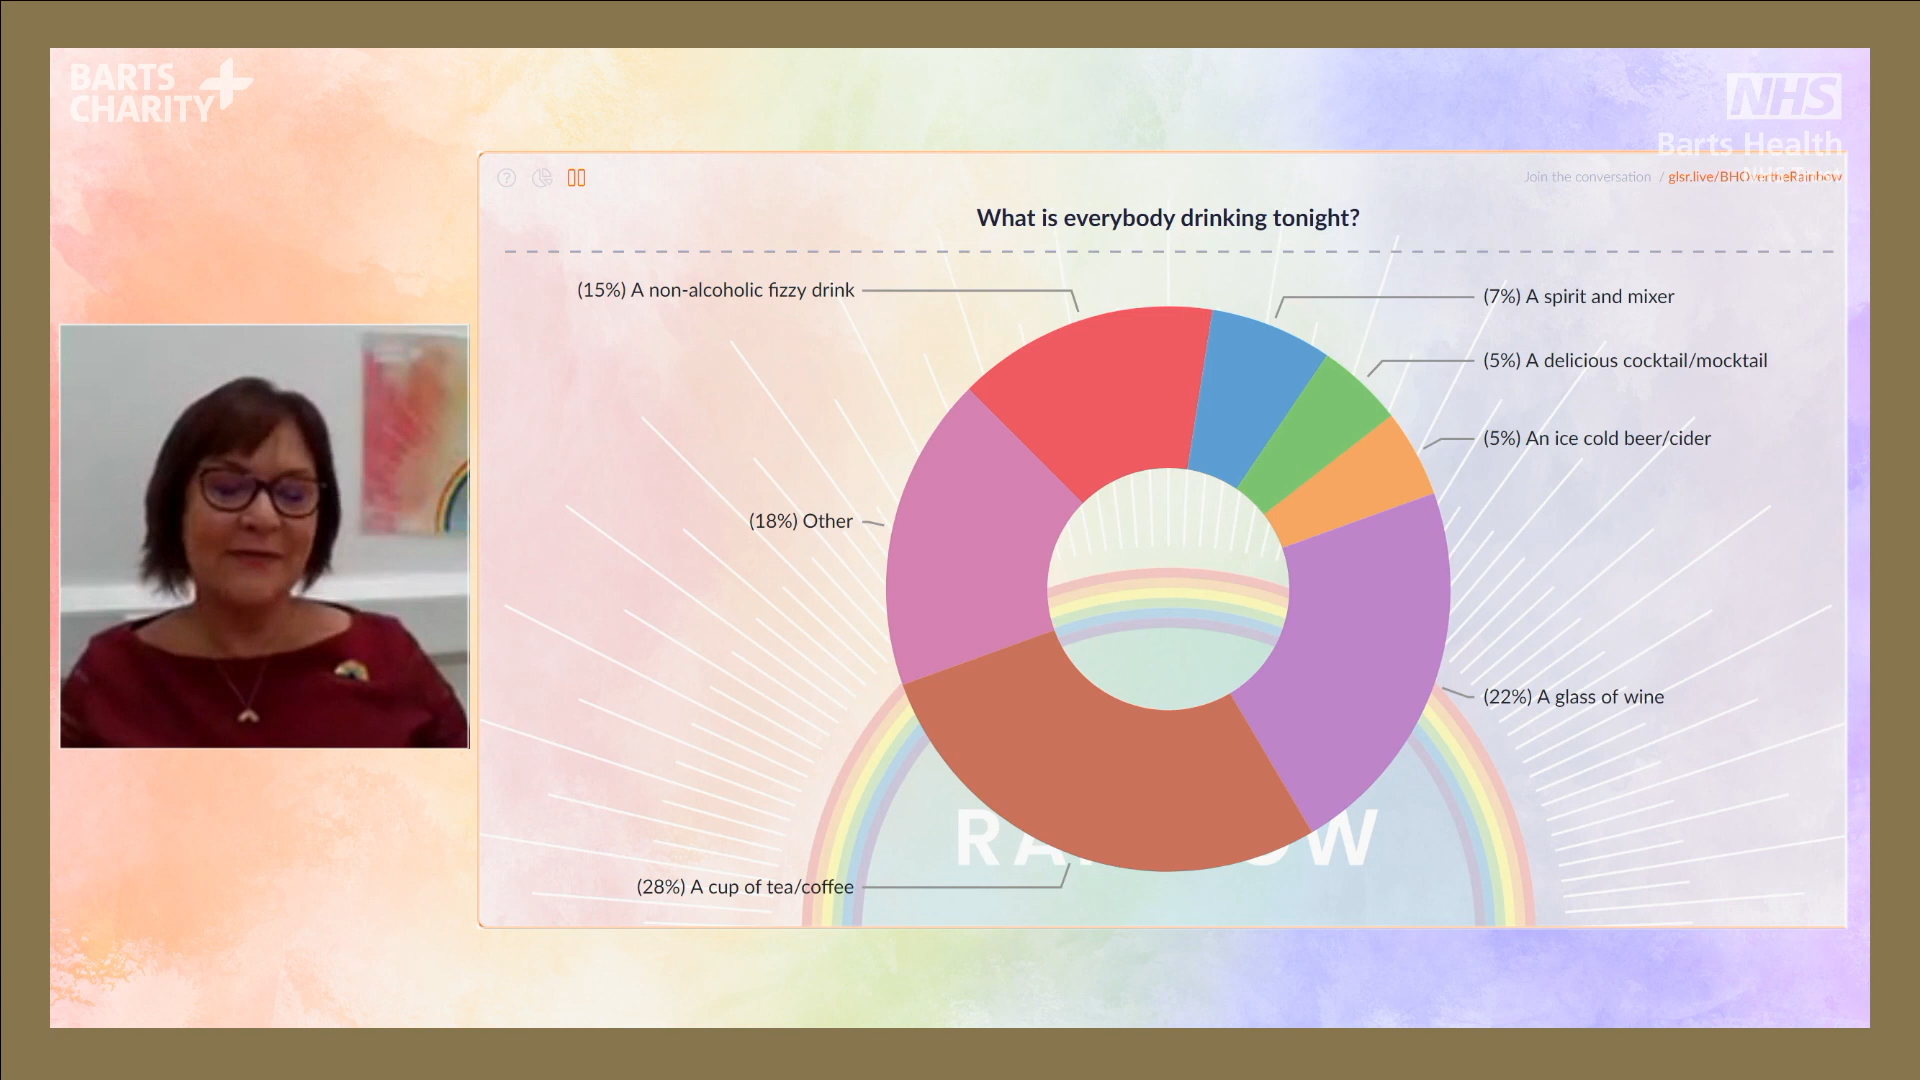 BARTS
CHARITY
NHS
Barts Health
Join the conversation / glsr.live/BHOvertheRainbow
What is everybody drinking tonight?
(15%) A non-alcoholic fizzy drink
(7%) A spirit and mixer
(5%) A delicious cocktail/mocktail
(5%) An ice cold beer/cider
(18%) Other
(22%) A glass of wine
(28%) A cup of tea/coffee